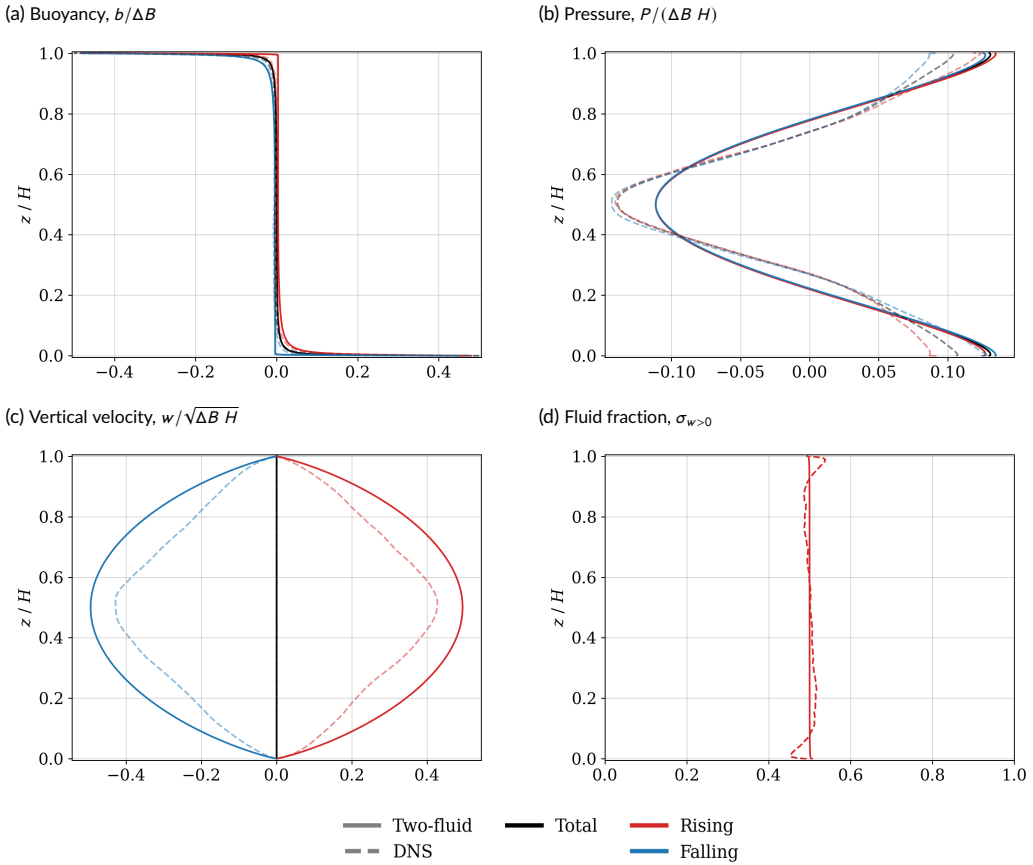 (a) Buoyancy, b/ΔB
(b) Pressure, P/(ΔB H)
1.0
0.8
0.6
0.4
0.2
0.0
z / H
−0.4 −0.2 0.0 0.2 0.4
1.0
0.8
0.6
0.4
0.2
0.0
z / H
−0.10 −0.05 0.00 0.05 0.10
(c) Vertical velocity, w/√ΔB H
(d) Fluid fraction, σw>0
1.0
0.8
0.6
0.4
0.2
0.0
z / H
−0.4 −0.2 0.0 0.2 0.4
1.0
0.8
0.6
0.4
0.2
0.0
z / H
0.0 0.2 0.4 0.6 0.8 1.0
Two-fluid Total Rising
DNS Falling